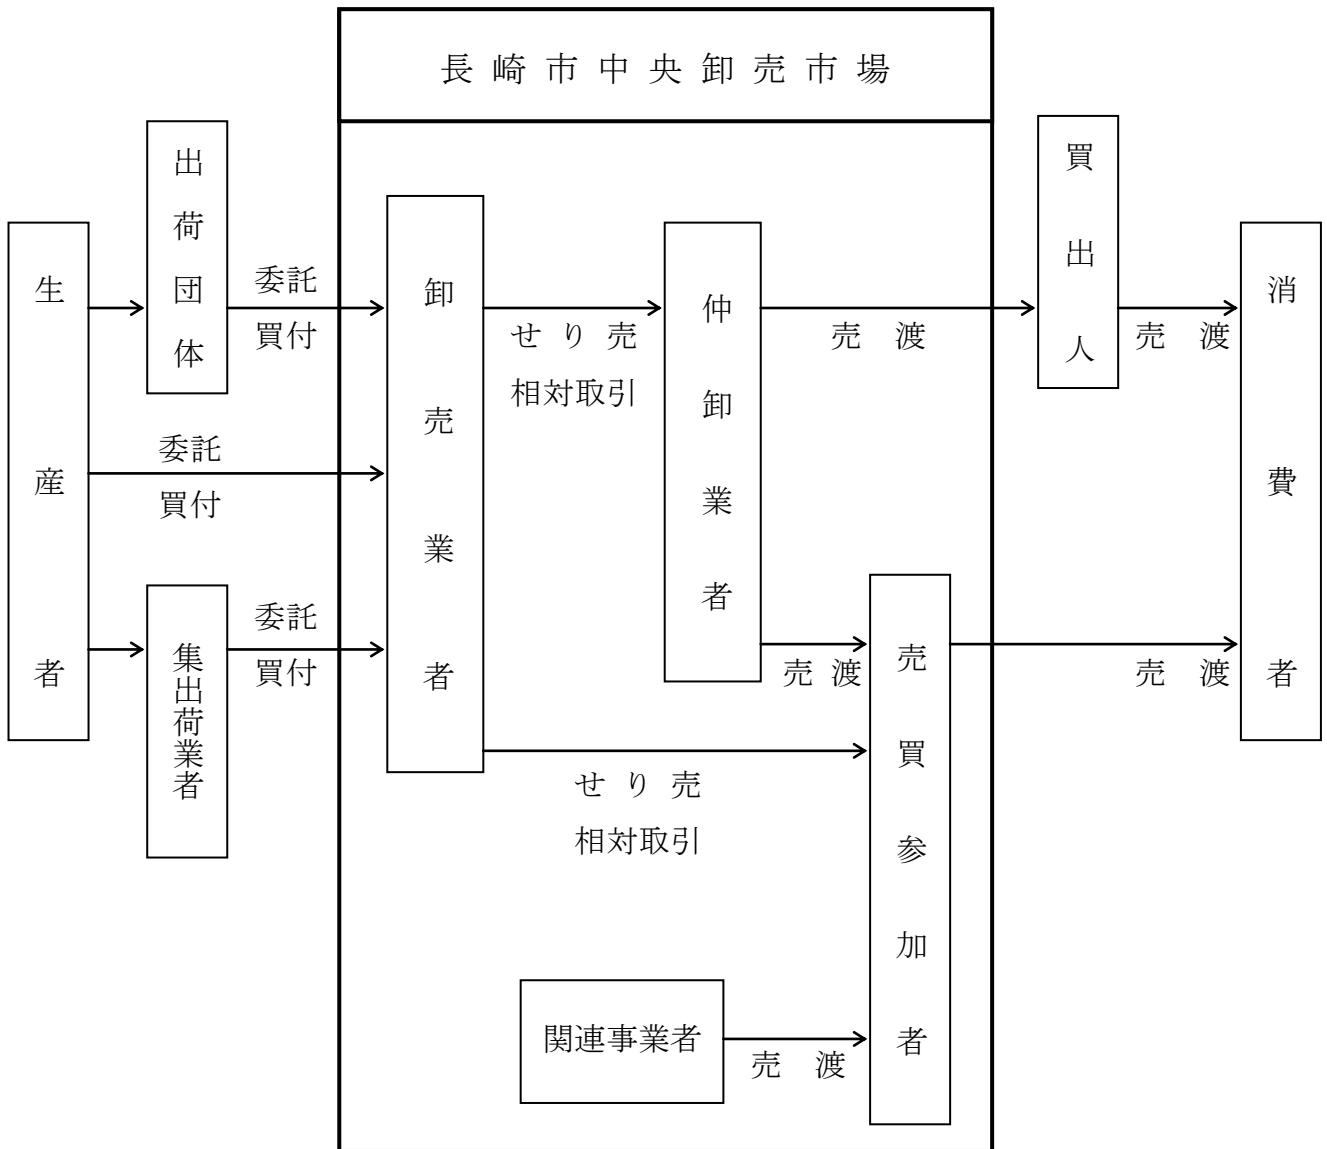 長崎市中央卸売市場
生産者
出荷団体
委託
買付
委託
買付
集出荷業者
委託
買付
卸売業者
せり売
相対取引
仲卸業者
売渡
買出人
売渡
消費者
売渡
せり売
相対取引
売買参加者
売渡
関連事業者
売渡